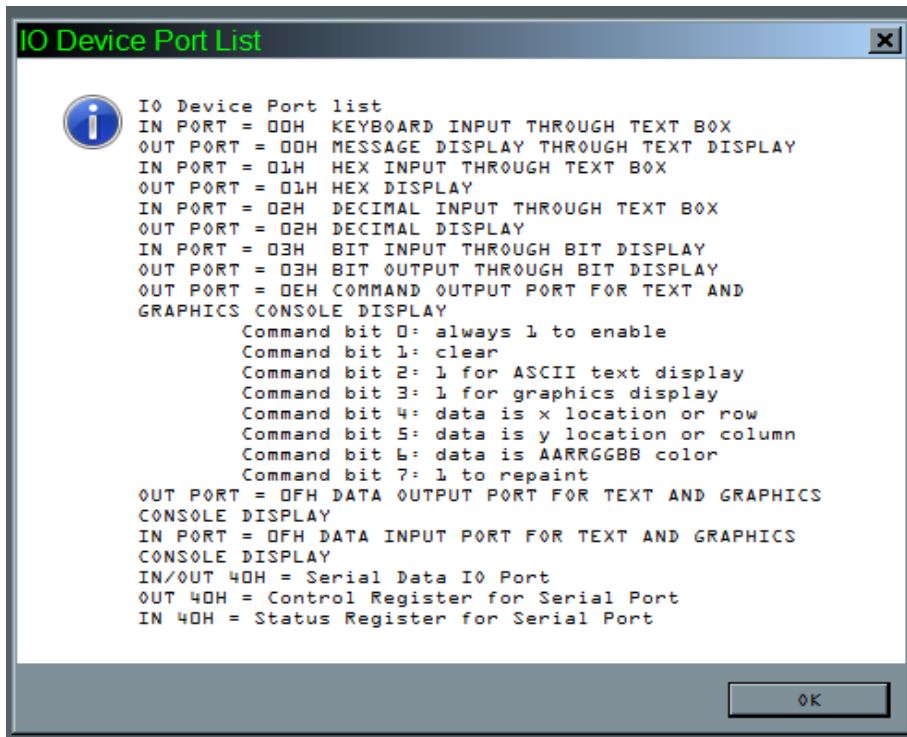 IO Device Port List
IO Device Port list
IN PORT = 00H  KEYBOARD INPUT THROUGH TEXT BOX
OUT PORT = 00H MESSAGE DISPLAY THROUGH TEXT DISPLAY
IN PORT = 01H  HEX INPUT THROUGH TEXT BOX
OUT PORT = 01H HEX DISPLAY
IN PORT = 02H  DECIMAL INPUT THROUGH TEXT BOX
OUT PORT = 02H DECIMAL DISPLAY
IN PORT = 03H  BIT INPUT THROUGH BIT DISPLAY
OUT PORT = 03H BIT OUTPUT THROUGH BIT DISPLAY
OUT PORT = 0EH COMMAND OUTPUT PORT FOR TEXT AND
GRAPHICS CONSOLE DISPLAY
Command bit 0: always 1 to enable
Command bit 1: clear
Command bit 2: 1 for ASCII text display
Command bit 3: 1 for graphics display
Command bit 4: data is x location or row
Command bit 5: data is y location or column
Command bit 6: data is AARRGGBB color
Command bit 7: 1 to repaint
OUT PORT = 0FH DATA OUTPUT PORT FOR TEXT AND GRAPHICS
CONSOLE DISPLAY
IN PORT = 0FH DATA INPUT PORT FOR TEXT AND GRAPHICS
CONSOLE DISPLAY
IN/OUT 40H = Serial Data IO Port
OUT 40H = Control Register for Serial Port
IN 40H = Status Register for Serial Port
OK